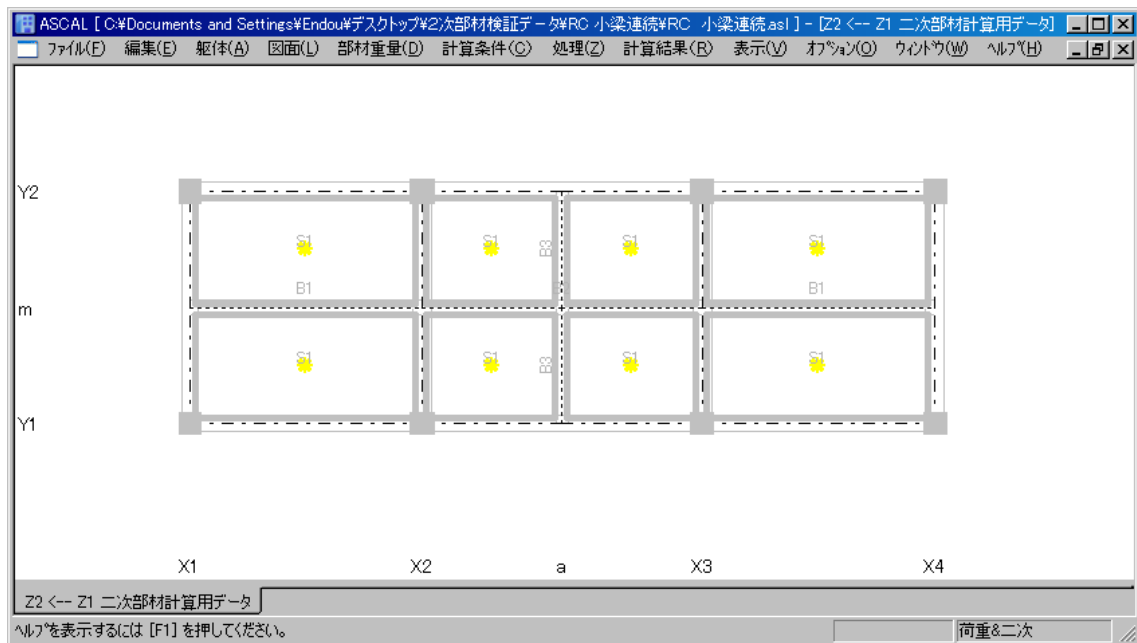 ASCAL [ C:¥Documents and Settings¥Endou¥デスクトップ¥2次部材検証データ¥RC 小梁連続¥RC 小梁連続.asl ] - [Z2 <-- Z1 二次部材計算用データ]
ファイル(F) 編集(E) 躯体(A) 図面(L) 部材重量(D) 計算条件(C) 処理(Z) 計算結果(R) 表示(V) オプション(O) ウィンドウ(W) ヘルプ(H)
Y2
S1 S1 B3 S1 S1
B1 B1
m
S1 S1 B3 S1 S1
Y1
X1 X2 a X3 X4
Z2 <-- Z1 二次部材計算用データ
ヘルプを表示するには [F1] を押してください。 荷重&二次